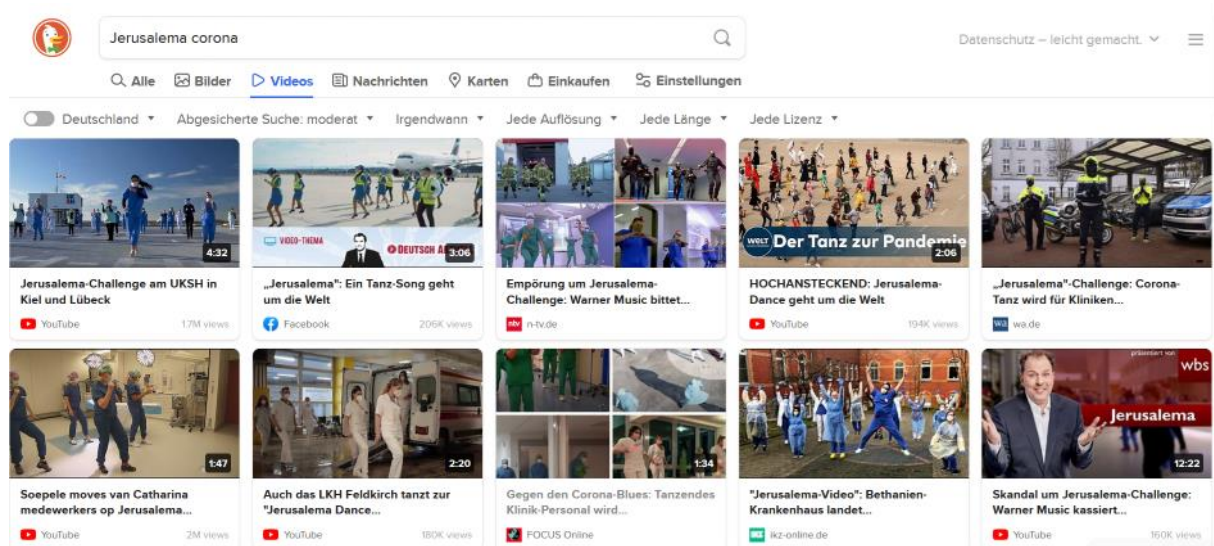 Jerusalema corona
Datenschutz – leicht gemacht.
Alle Bilder Videos Nachrichten Karten Einkaufen Einstellungen
Deutschland Abgesicherte Suche: moderat Irgendwann Jede Auflösung Jede Länge Jede Lizenz
4:32
VIDEO-THEMA
DEUTSCH
3:06
WELT Der Tanz zur Pandemie
2:06
Jerusalema-Challenge am UKSH in
Kiel und Lübeck
YouTube 1.7M views
„Jerusalema": Ein Tanz-Song geht
um die Welt
Facebook 206K views
Empörung um Jerusalema-
Challenge: Warner Music bittet...
ntv n-tv.de
HOCHANSTECKEND: Jerusalema-
Dance geht um die Welt
YouTube 194K views
„Jerusalema"-Challenge: Corona-
Tanz wird für Kliniken...
wa wa.de
1:47
2:20
1:34
präsentiert von
wbs
Jerusalema
12:22
Soepele moves van Catharina
medewerkers op Jerusalema...
YouTube 2M views
Auch das LKH Feldkirch tanzt zur
"Jerusalema Dance...
YouTube 180K views
Gegen den Corona-Blues: Tanzendes
Klinik-Personal wird...
FOCUS Online
"Jerusalema-Video": Bethanien-
Krankenhaus landet...
ikz-online.de
Skandal um Jerusalema-Challenge:
Warner Music kassiert...
YouTube 160K views